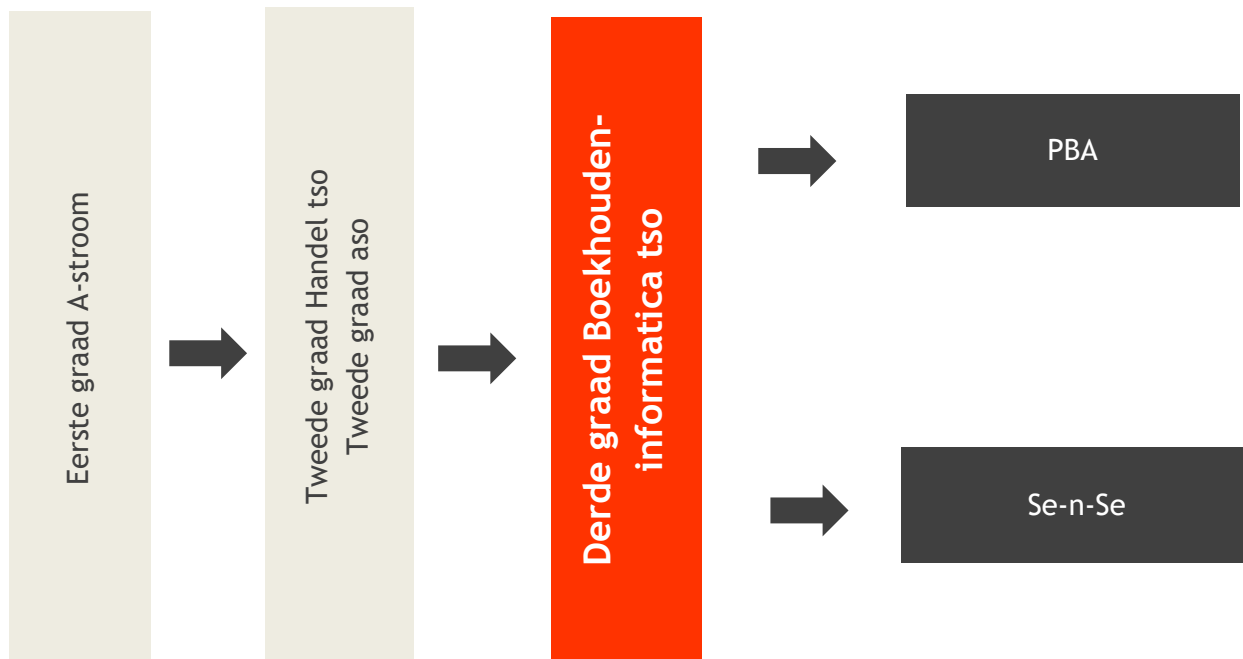 Eerste graad A-stroom
Tweede graad Handel tso
Tweede graad aso
Derde graad Boekhouden-
informatica tso
PBA
Se-n-Se